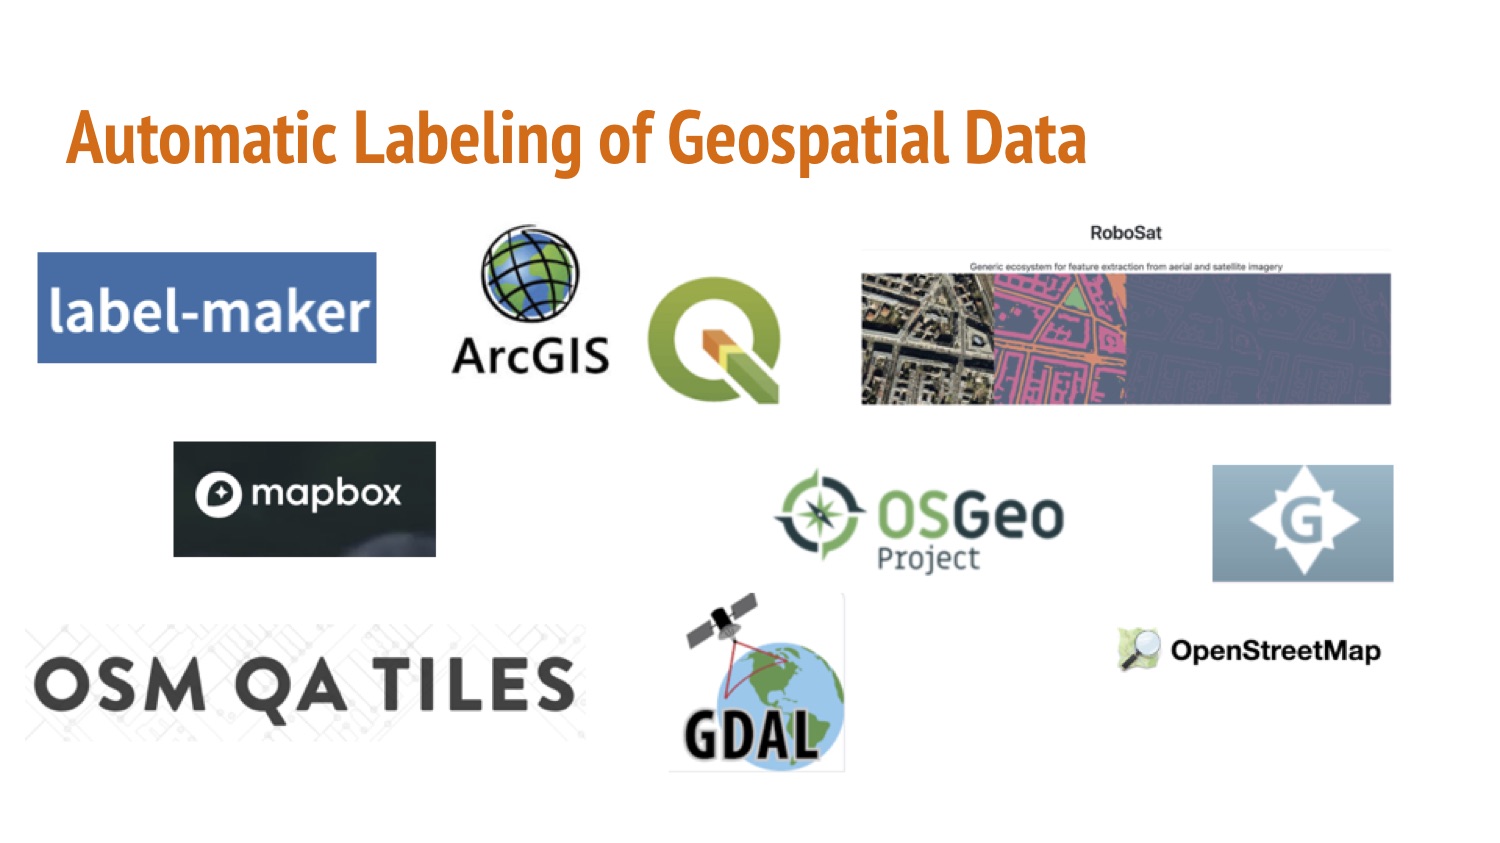 Automatic Labeling of Geospatial Data
label-maker
ArcGIS
Q
RoboSat
Generic ecosystem for feature extraction from aerial and satellite imagery
mapbox
OSGeo
Project
G
OSM QA TILES
GDAL
OpenStreetMap